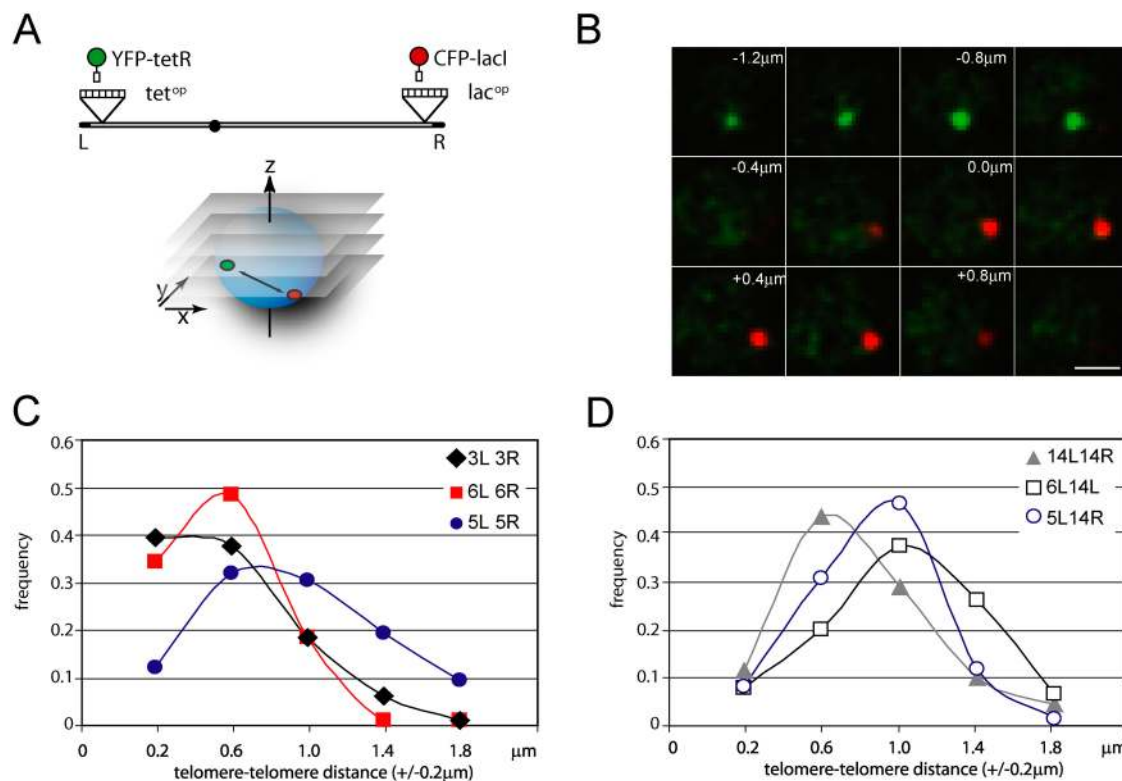 A
YFP-tetR
CFP-lacI
tet^op
lac^op
L
R
z
y
x
B
-1.2μm
-0.8μm
-0.4μm
0.0μm
+0.4μm
+0.8μm
C
0.6
0.5
0.4
0.3
0.2
0.1
0
frequency
3L 3R
6L 6R
5L 5R
0 0.2 0.6 1.0 1.4 1.8 μm
telomere-telomere distance (+/-0.2μm)
D
0.6
0.5
0.4
0.3
0.2
0.1
0
frequency
14L14R
6L14L
5L14R
0 0.2 0.6 1.0 1.4 1.8 μm
telomere-telomere distance (+/-0.2μm)